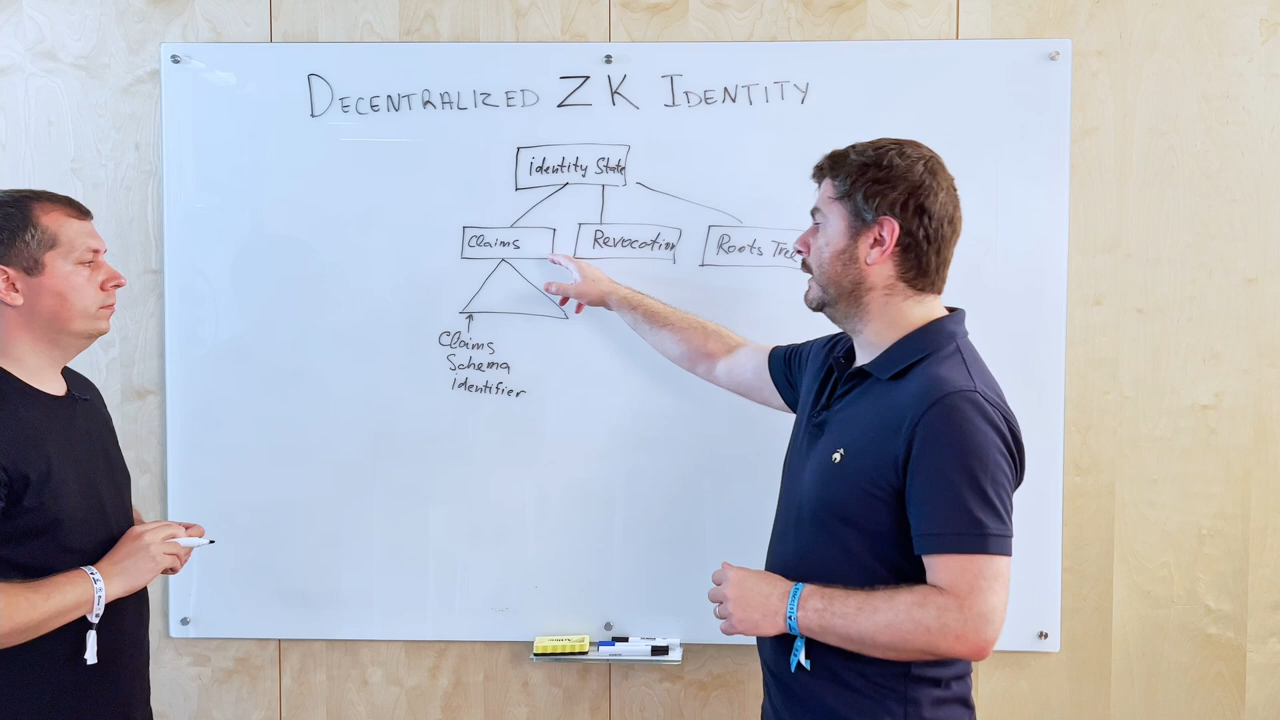 DECENTRALIZED ZK IDENTITY
identity State
Claims
Revocation
Roots Tree
Claims
Schema
identifier